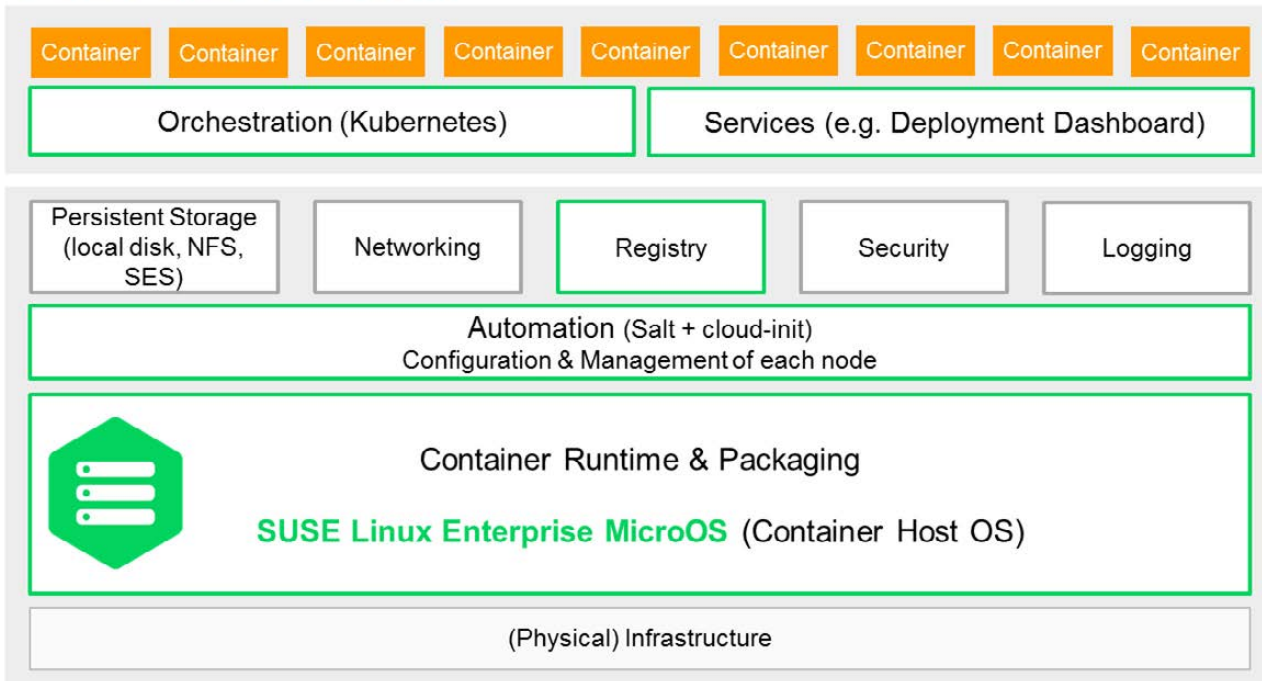 Container Container Container Container Container Container Container Container Container
Orchestration (Kubernetes)
Services (e.g. Deployment Dashboard)
Persistent Storage
(local disk, NFS,
SES)
Networking
Registry
Security
Logging
Automation (Salt + cloud-init)
Configuration & Management of each node
Container Runtime & Packaging
SUSE Linux Enterprise MicroOS (Container Host OS)
(Physical) Infrastructure